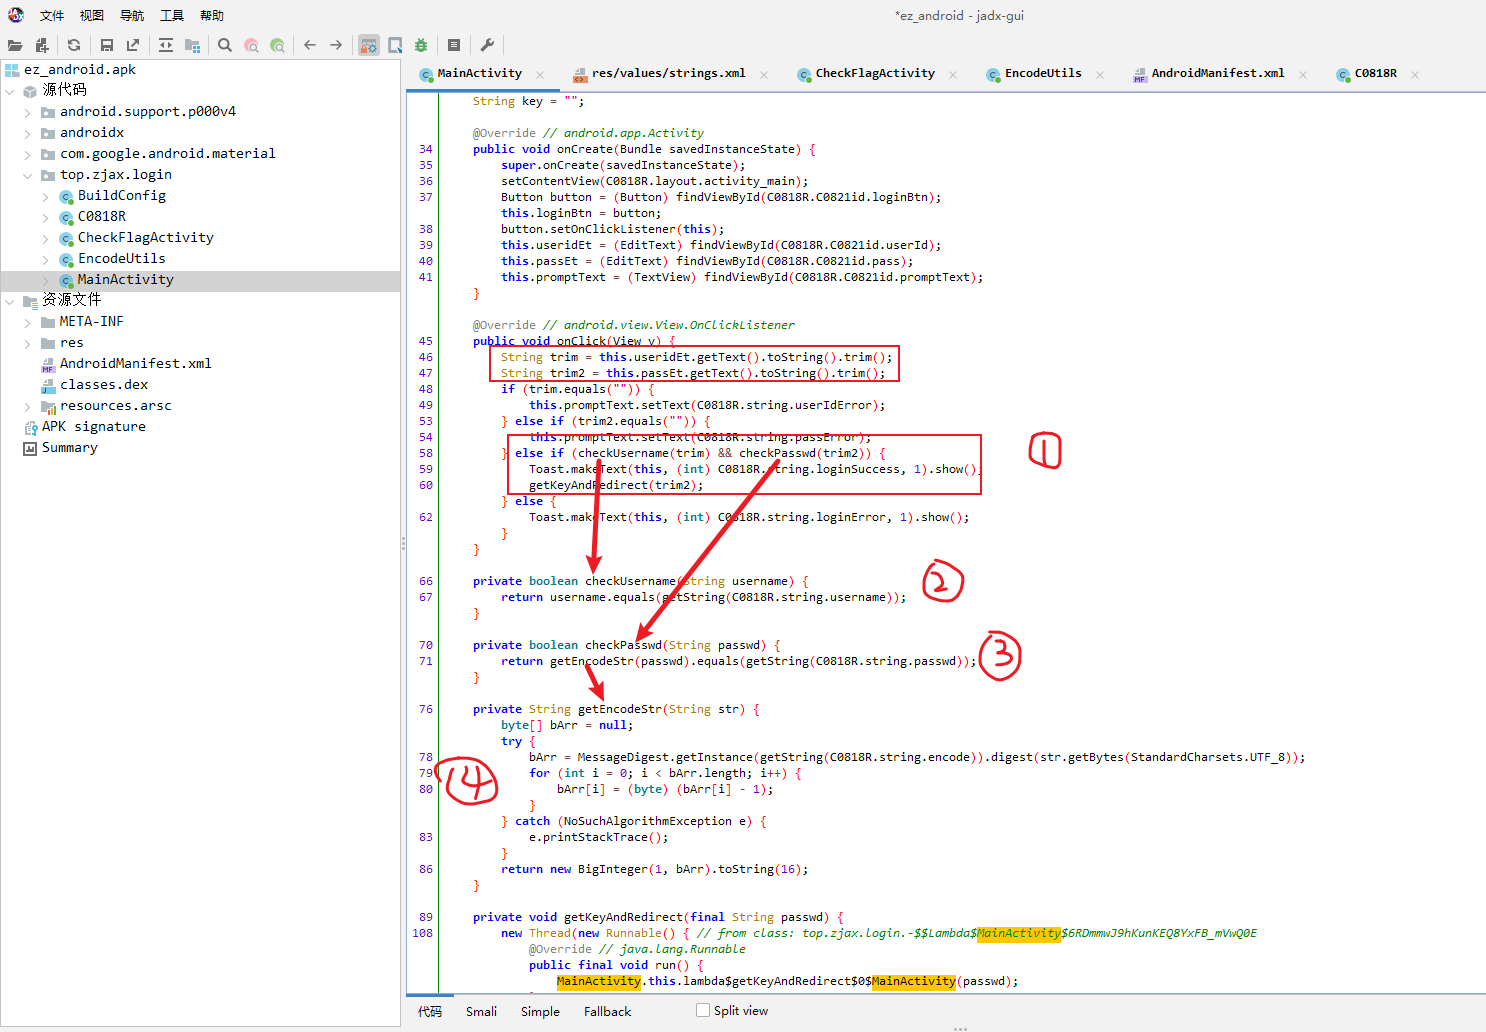 文件 视图 导航 工具 帮助
*ez_android - jadx-gui
ez_android.apk
源代码
android.support.p000v4
androidx
com.google.android.material
top.zjax.login
BuildConfig
C0818R
CheckFlagActivity
EncodeUtils
MainActivity
资源文件
META-INF
res
AndroidManifest.xml
classes.dex
resources.arsc
APK signature
Summary
MainActivity res/values/strings.xml CheckFlagActivity EncodeUtils AndroidManifest.xml C0818R
String key = "";
@Override // android.app.Activity
34 public void onCreate(Bundle savedInstanceState) {
35 super.onCreate(savedInstanceState);
36 setContentView(C0818R.layout.activity_main);
37 Button button = (Button) findViewById(C0818R.C0821id.loginBtn);
this.loginBtn = button;
38 button.setOnClickListener(this);
39 this.useridEt = (EditText) findViewById(C0818R.C0821id.userId);
40 this.passEt = (EditText) findViewById(C0818R.C0821id.pass);
41 this.promptText = (TextView) findViewById(C0818R.C0821id.promptText);
}
@Override // android.view.View.OnClickListener
45 public void onClick(View v) {
46 String trim = this.useridEt.getText().toString().trim();
47 String trim2 = this.passEt.getText().toString().trim();
48 if (trim.equals("")) {
49 this.promptText.setText(C0818R.string.userIdError);
53 } else if (trim2.equals("")) {
54 this.promptText.setText(C0818R.string.passError);
58 } else if (checkUsername(trim) && checkPasswd(trim2)) {
59 Toast.makeText(this, (int) C0818R.string.loginSuccess, 1).show();
60 getKeyAndRedirect(trim2);
} else {
62 Toast.makeText(this, (int) C0818R.string.loginError, 1).show();
}
}
①
66 private boolean checkUsername(String username) {
67 return username.equals(getString(C0818R.string.username));
}
②
70 private boolean checkPasswd(String passwd) {
71 return getEncodeStr(passwd).equals(getString(C0818R.string.passwd));
}
③
76 private String getEncodeStr(String str) {
byte[] bArr = null;
try {
78 bArr = MessageDigest.getInstance(getString(C0818R.string.encode)).digest(str.getBytes(StandardCharsets.UTF_8));
79 for (int i = 0; i < bArr.length; i++) {
80 bArr[i] = (byte) (bArr[i] - 1);
}
} catch (NoSuchAlgorithmException e) {
83 e.printStackTrace();
}
86 return new BigInteger(1, bArr).toString(16);
}
89 private void getKeyAndRedirect(final String passwd) {
108 new Thread(new Runnable() { // from class: top.zjax.login.-$$Lambda$MainActivity$6RDmmwJ9hKunKEQ8YxFB_mVwQ0E
@Override // java.lang.Runnable
public final void run() {
MainActivity.this.lambda$getKeyAndRedirect$0$MainActivity(passwd);
代码 Smali Simple Fallback Split view